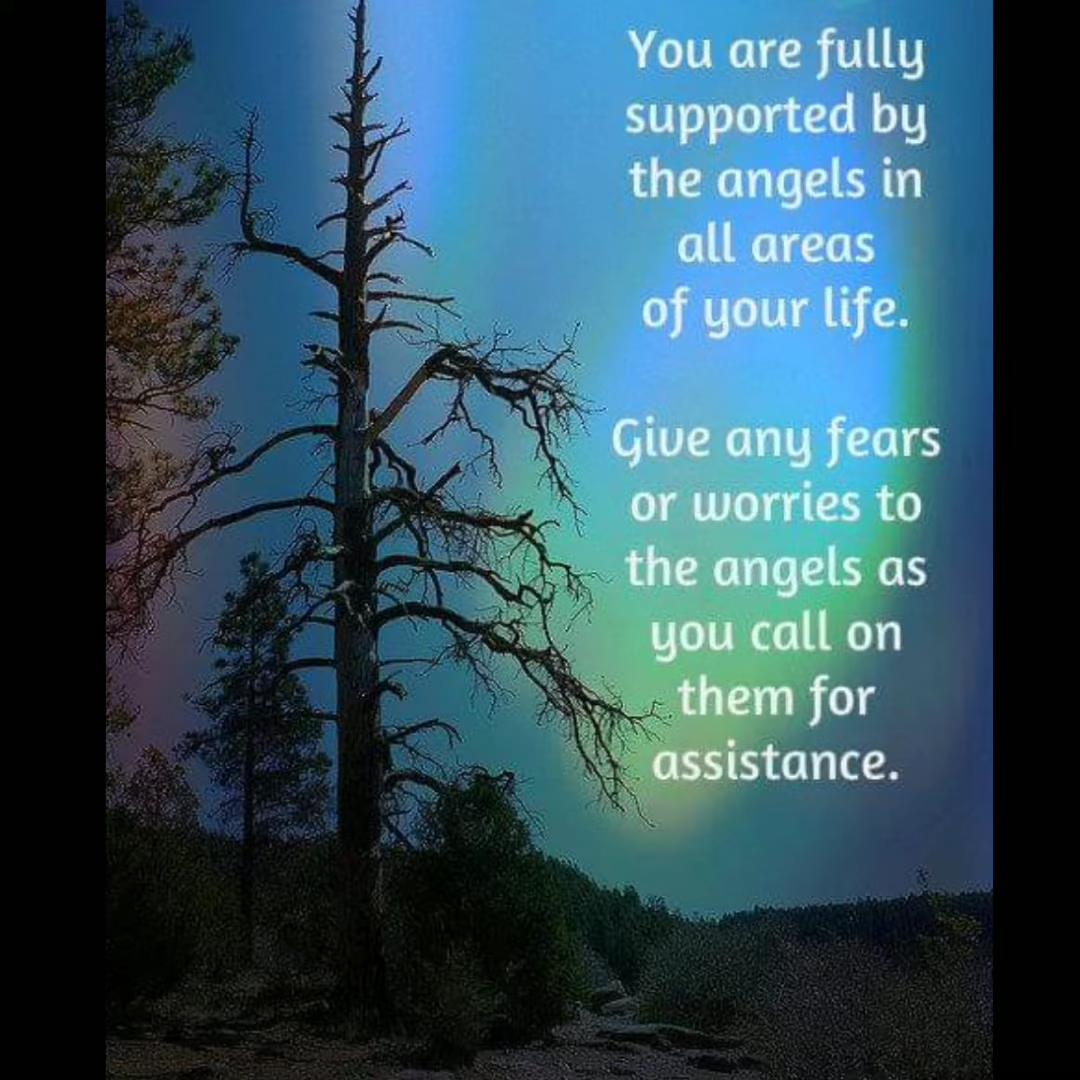 You are fully
supported by
the angels in
all areas
of your life.
Give any fears
or worries to
the angels as
you call on
them for
assistance.